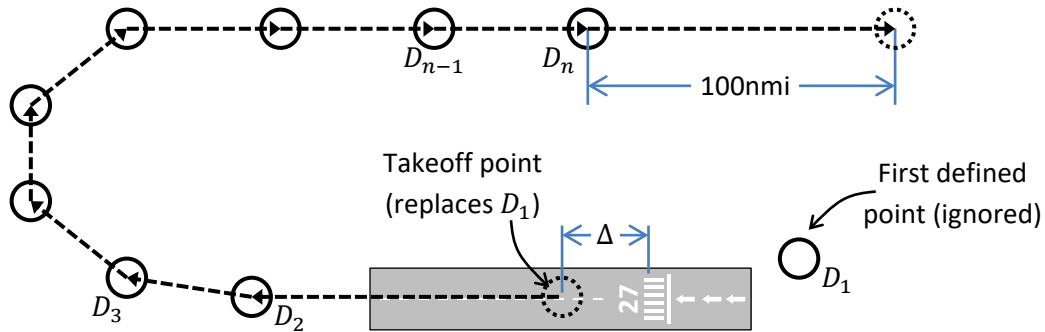 $D_{n-1}$
$D_n$
100nmi
Takeoff point
(replaces $D_1$)
First defined
point (ignored)
Δ
27
$D_1$
$D_2$
$D_3$